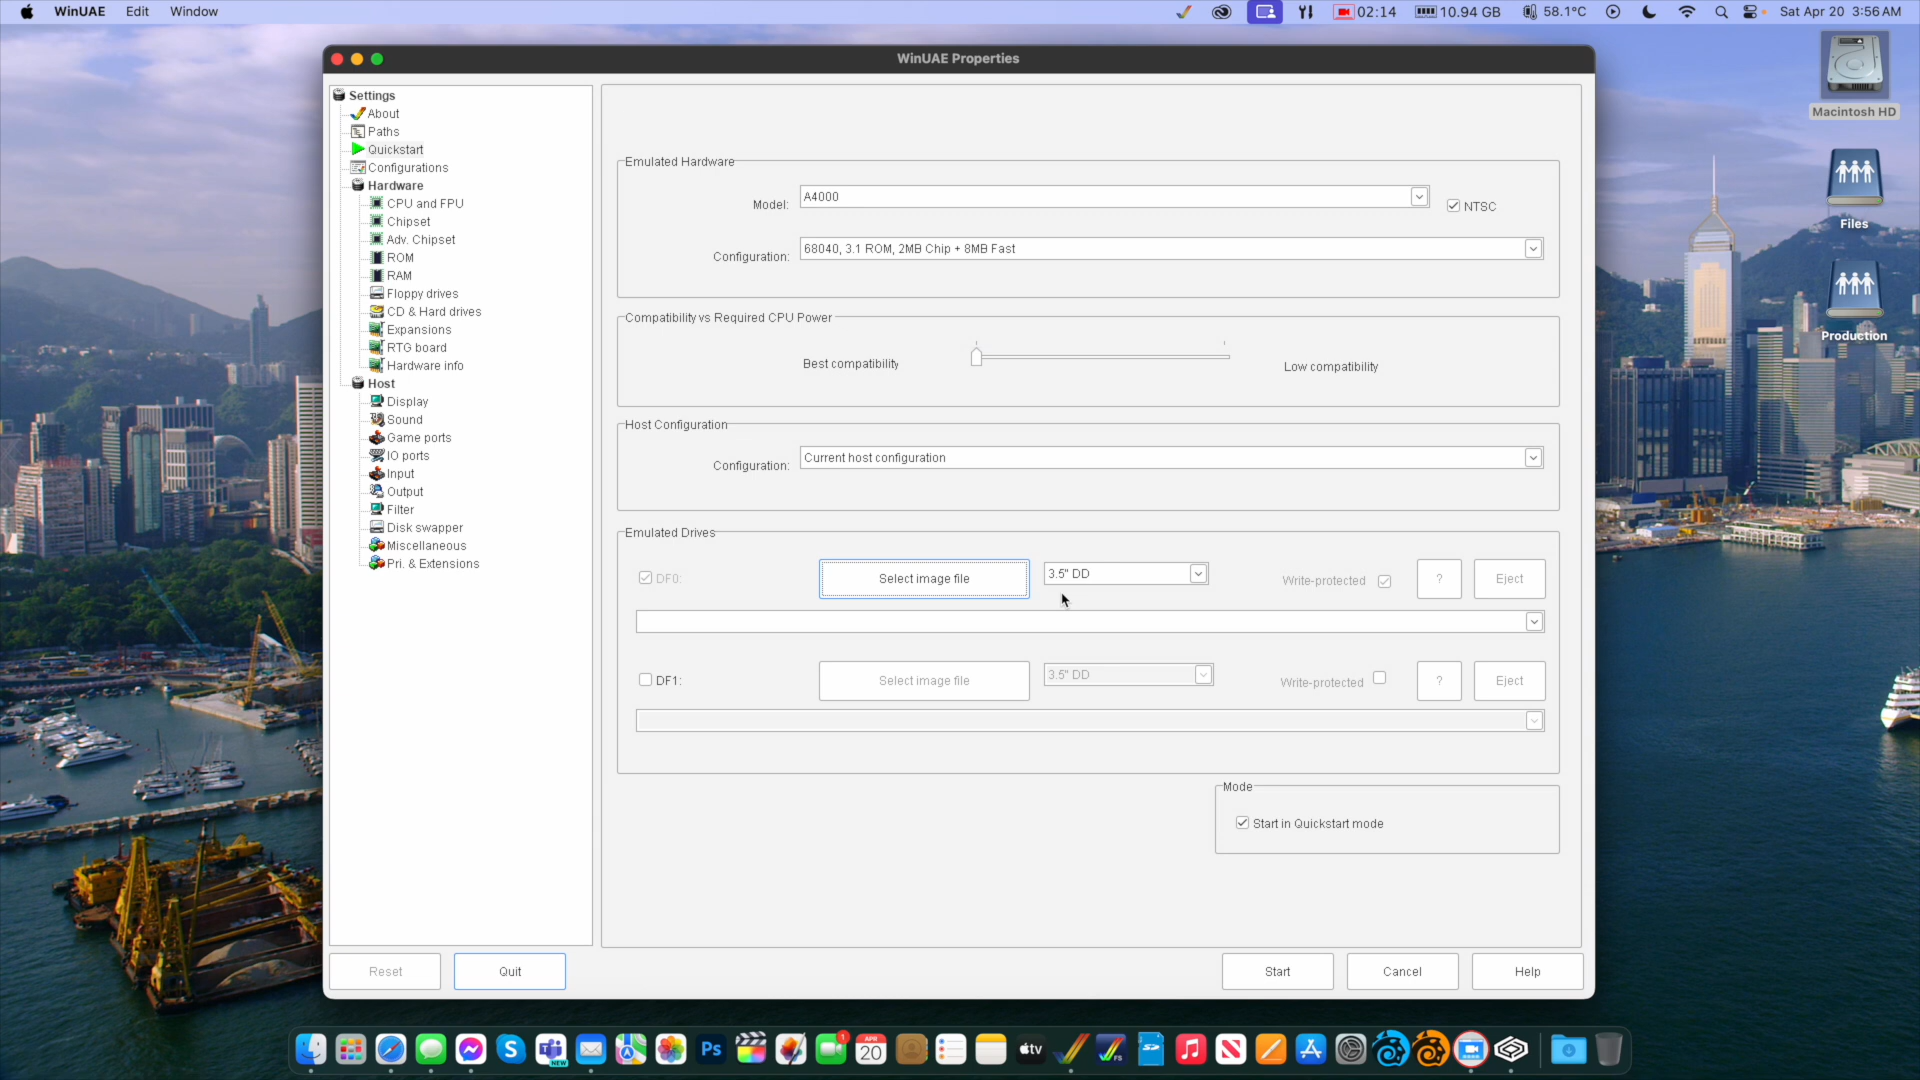 WinUAE Edit Window 02:14 10.94 GB 58.1°C Sat Apr 20 3:56 AM
WinUAE Properties
Settings
About
Paths
Quickstart
Configurations
Hardware
CPU and FPU
Chipset
Adv. Chipset
ROM
RAM
Floppy drives
CD & Hard drives
Expansions
RTG board
Hardware info
Host
Display
Sound
Game ports
IO ports
Input
Output
Filter
Disk swapper
Miscellaneous
Pri. & Extensions
Emulated Hardware
Model: A4000 NTSC
Configuration: 68040, 3.1 ROM, 2MB Chip + 8MB Fast
Compatibility vs Required CPU Power
Best compatibility Low compatibility
Host Configuration
Configuration: Current host configuration
Emulated Drives
DF0: Select image file 3.5" DD Write-protected ? Eject
DF1: Select image file 3.5" DD Write-protected ? Eject
Mode
Start in Quickstart mode
Reset Quit Start Cancel Help
Macintosh HD
Files
Production
NEW
Ps
1
APR
20
tv
FS